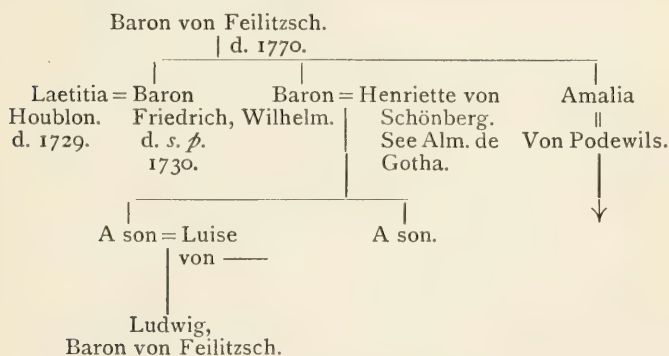 Baron von Feilitzsch.
d. 1770.
Laetitia = Baron Baron = Henriette von Amalia
Houblon. Friedrich, Wilhelm. Schönberg. ||
d. 1729. d. s. p. See Alm. de Von Podewils.
1730. Gotha.
A son = Luise A son.
von ——
Ludwig,
Baron von Feilitzsch.